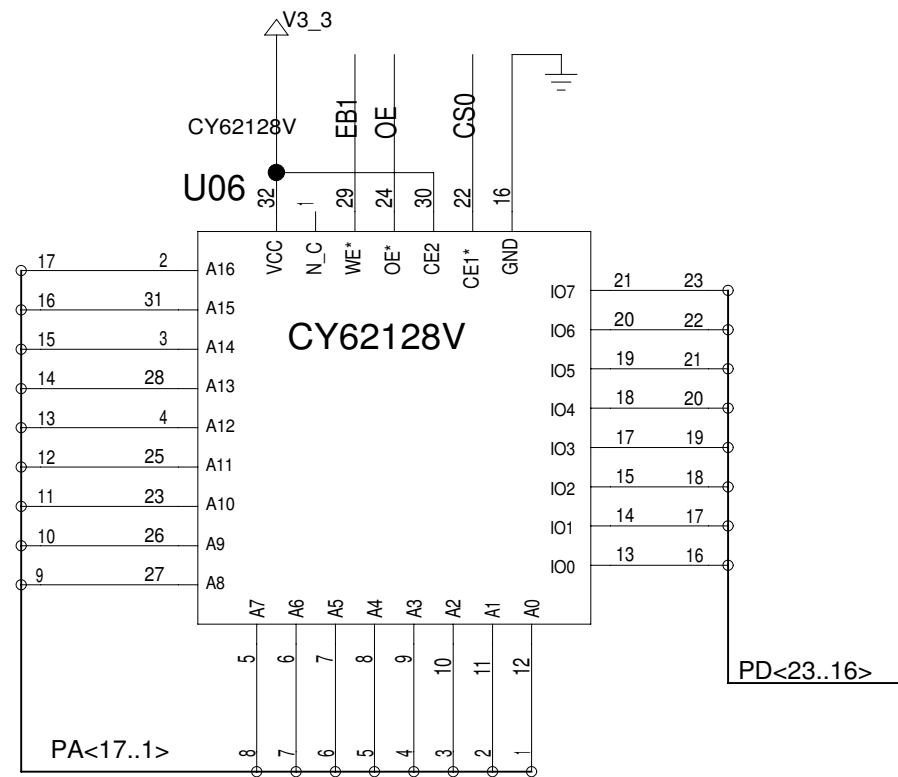 V3_3
CY62128V
EB1
OE
CS0
U06
32
1
29
24
30
22
16
VCC
N_C
WE*
OE*
CE2
CE1*
GND
CY62128V
17 2 A16
16 31 A15
15 3 A14
14 28 A13
13 4 A12
12 25 A11
11 23 A10
10 26 A9
9 27 A8
IO7 21 23
IO6 20 22
IO5 19 21
IO4 18 20
IO3 17 19
IO2 15 18
IO1 14 17
IO0 13 16
A7 A6 A5 A4 A3 A2 A1 A0
5 6 7 8 9 10 11 12
8 7 6 5 4 3 2 1
PA<17..1>
PD<23..16>